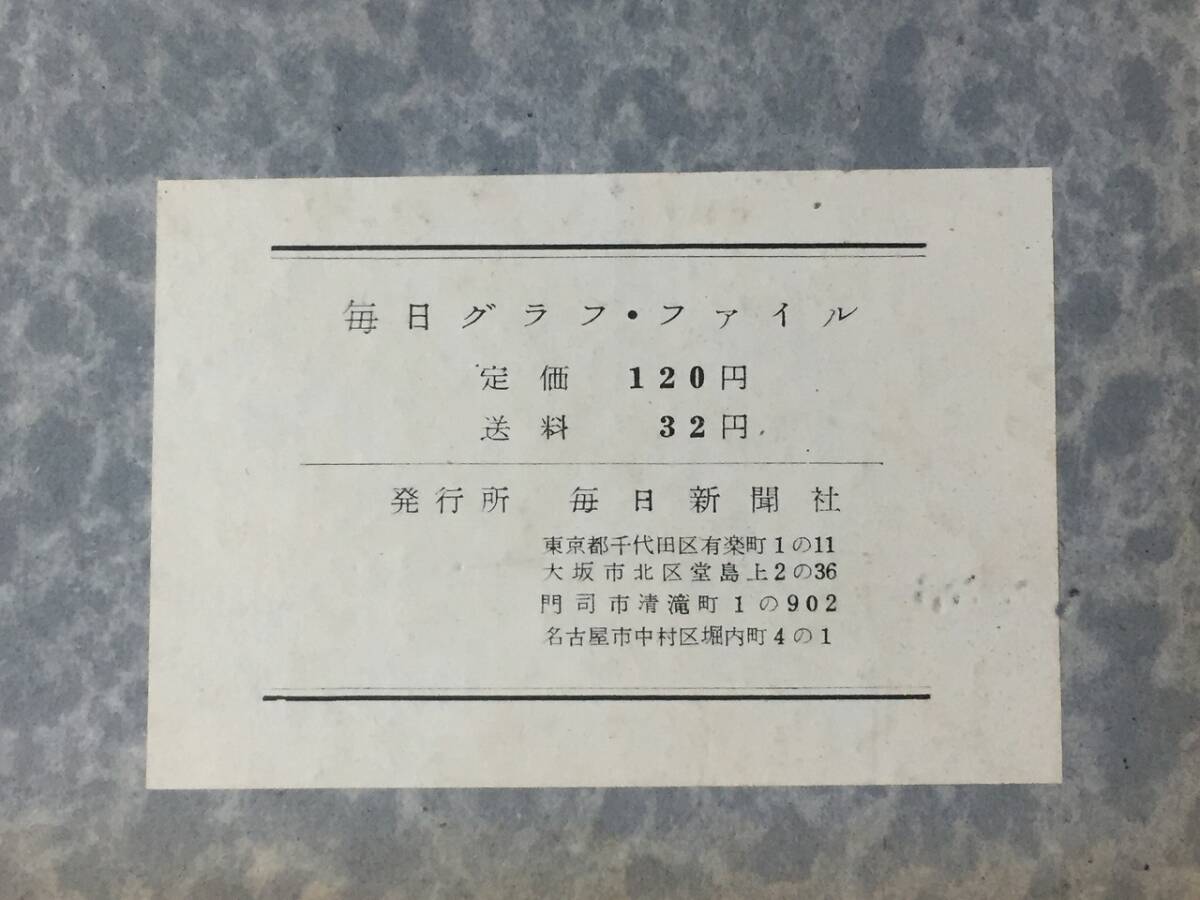 毎日グラフ・ファイル
定価 120円
送料 32円
発行所 毎日新聞社
東京都千代田区有楽町1の11
大坂市北区堂島上2の36
門司市清滝町1の902
名古屋市中村区堀内町4の1